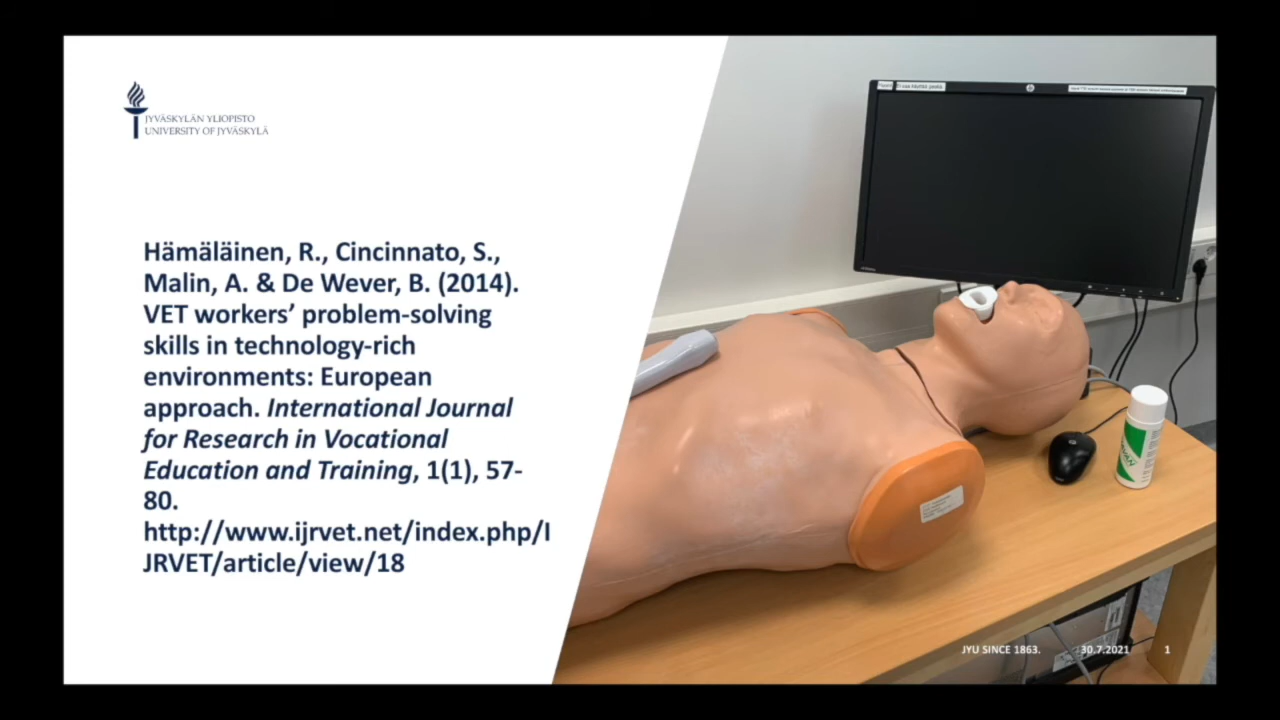 JYVÄSKYLÄN YLIOPISTO
UNIVERSITY OF JYVÄSKYLÄ
Hämäläinen, R., Cincinnato, S.,
Malin, A. & De Wever, B. (2014).
VET workers’ problem-solving
skills in technology-rich
environments: European
approach. International Journal
for Research in Vocational
Education and Training, 1(1), 57-
80.
http://www.ijrvet.net/index.php/I
JRVET/article/view/18
JYU SINCE 1863. 30.7.2021 1